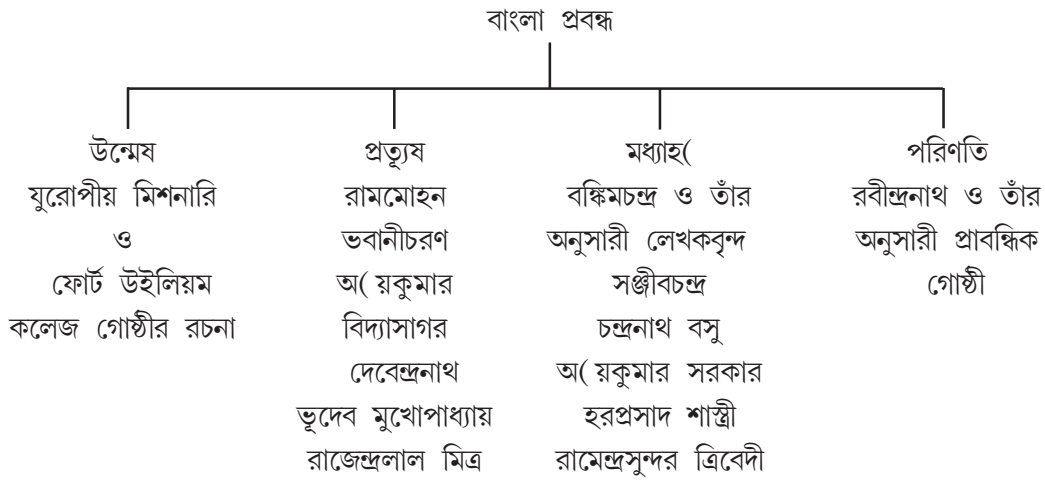 বাংলা প্রবন্ধ
উন্মেষ
যুরোপীয় মিশনারি
ও
ফোর্ট উইলিয়ম
কলেজ গোষ্ঠীর রচনা
প্রত্যূষ
রামমোহন
ভবানীচরণ
অ( য়কুমার
বিদ্যাসাগর
দেবেন্দ্রনাথ
ভূদেব মুখোপাধ্যায়
রাজেন্দ্রলাল মিত্র
মধ্যাহ(
বঙ্কিমচন্দ্র ও তাঁর
অনুসারী লেখকবৃন্দ
সঞ্জীবচন্দ্র
চন্দ্রনাথ বসু
অ( য়কুমার সরকার
হরপ্রসাদ শাস্ত্রী
রামেন্দ্রসুন্দর ত্রিবেদী
পরিণতি
রবীন্দ্রনাথ ও তাঁর
অনুসারী প্রাবন্ধিক
গোষ্ঠী